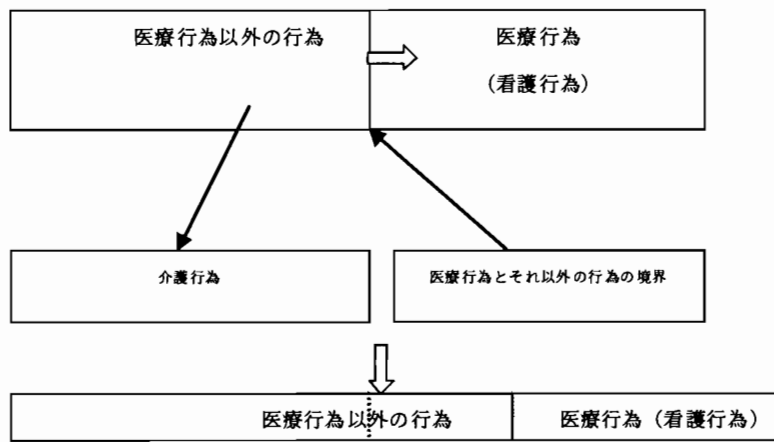 医療行為以外の行為
医療行為
（看護行為）
介護行為
医療行為とそれ以外の行為の境界
医療行為以外の行為
医療行為（看護行為）